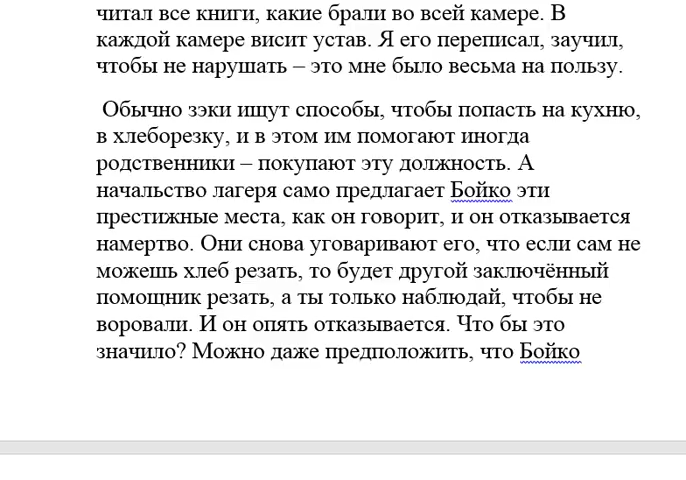 читал все книги, какие брали во всей камере. В
каждой камере висит устав. Я его переписал, заучил,
чтобы не нарушать – это мне было весьма на пользу.
Обычно зэки ищут способы, чтобы попасть на кухню,
в хлеборезку, и в этом им помогают иногда
родственники – покупают эту должность. А
начальство лагеря само предлагает Бойко эти
престижные места, как он говорит, и он отказывается
намертво. Они снова уговаривают его, что если сам не
можешь хлеб резать, то будет другой заключённый
помощник резать, а ты только наблюдай, чтобы не
воровали. И он опять отказывается. Что бы это
значило? Можно даже предположить, что Бойко